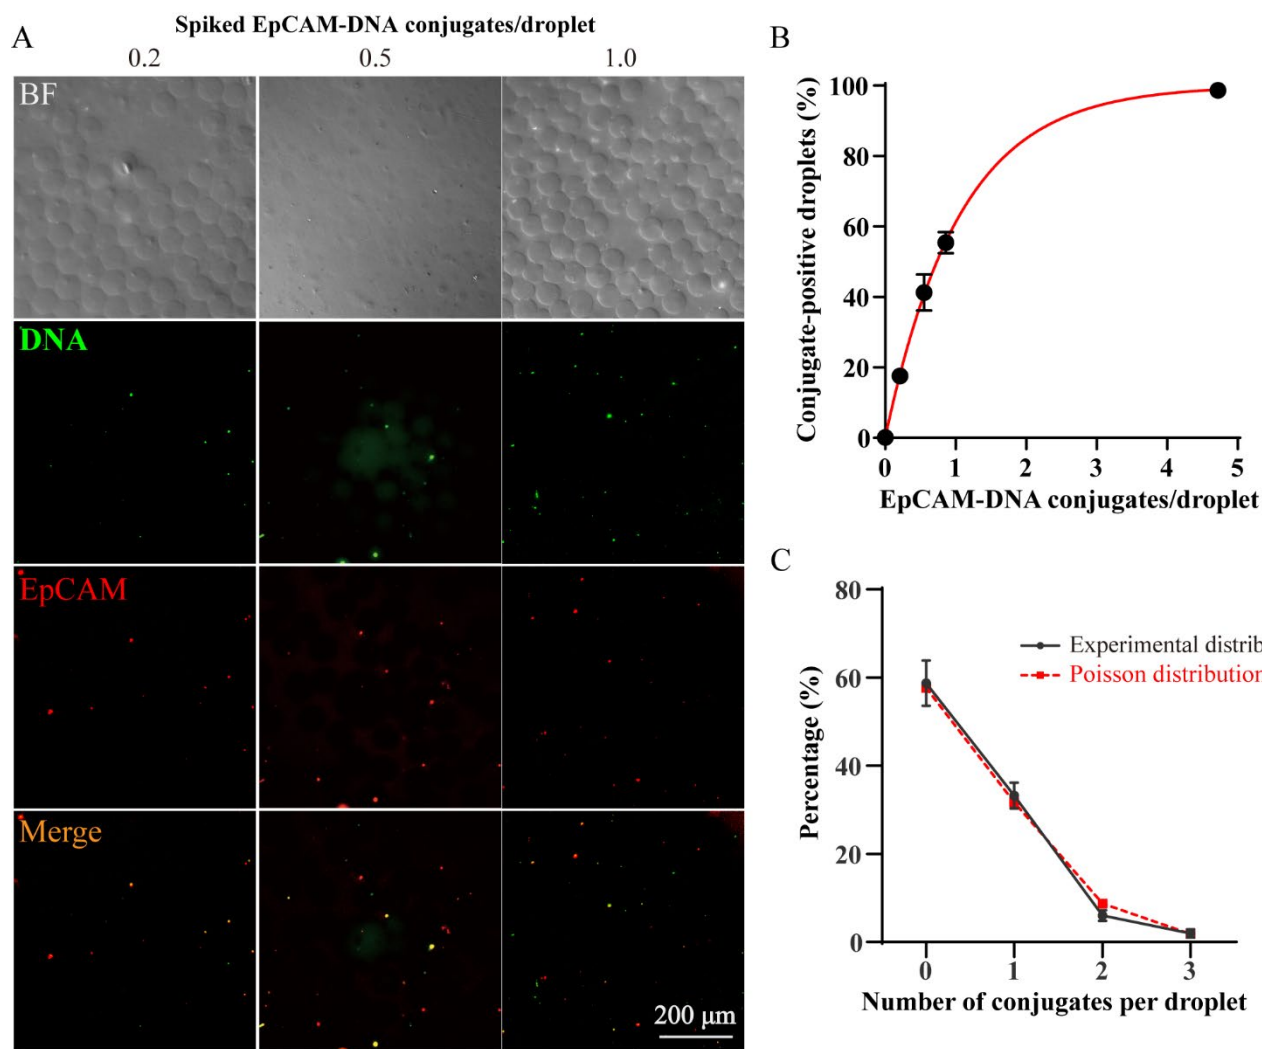 A
Spiked EpCAM-DNA conjugates/droplet
0.2 0.5 1.0
BF
DNA
EpCAM
Merge
200 μm
B
Conjugate-positive droplets (%)
100
80
60
40
20
0
0 1 2 3 4 5
EpCAM-DNA conjugates/droplet
C
Percentage (%)
80
60
40
20
0
Experimental distrib
Poisson distribution
0 1 2 3
Number of conjugates per droplet